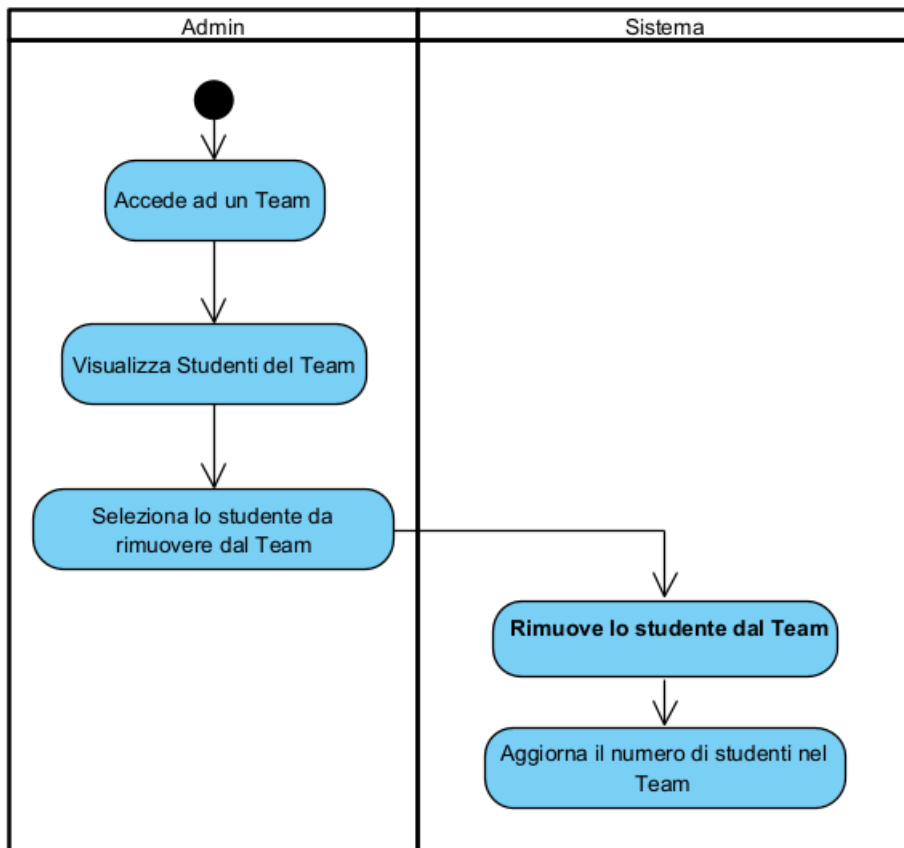 Admin
Sistema
Accede ad un Team
Visualizza Studenti del Team
Seleziona lo studente da
rimuovere dal Team
Rimuove lo studente dal Team
Aggiorna il numero di studenti nel
Team